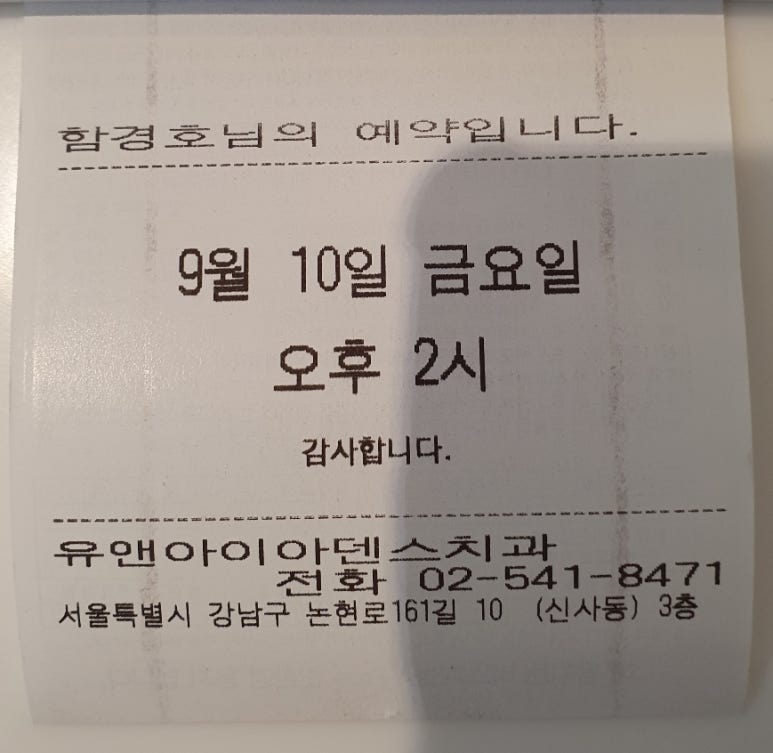 함경호님의 예약입니다.
9월 10일 금요일
오후 2시
감사합니다.
유앤아이아덴스치과
전화 02-541-8471
서울특별시 강남구 논현로161길 10 (신사동) 3층